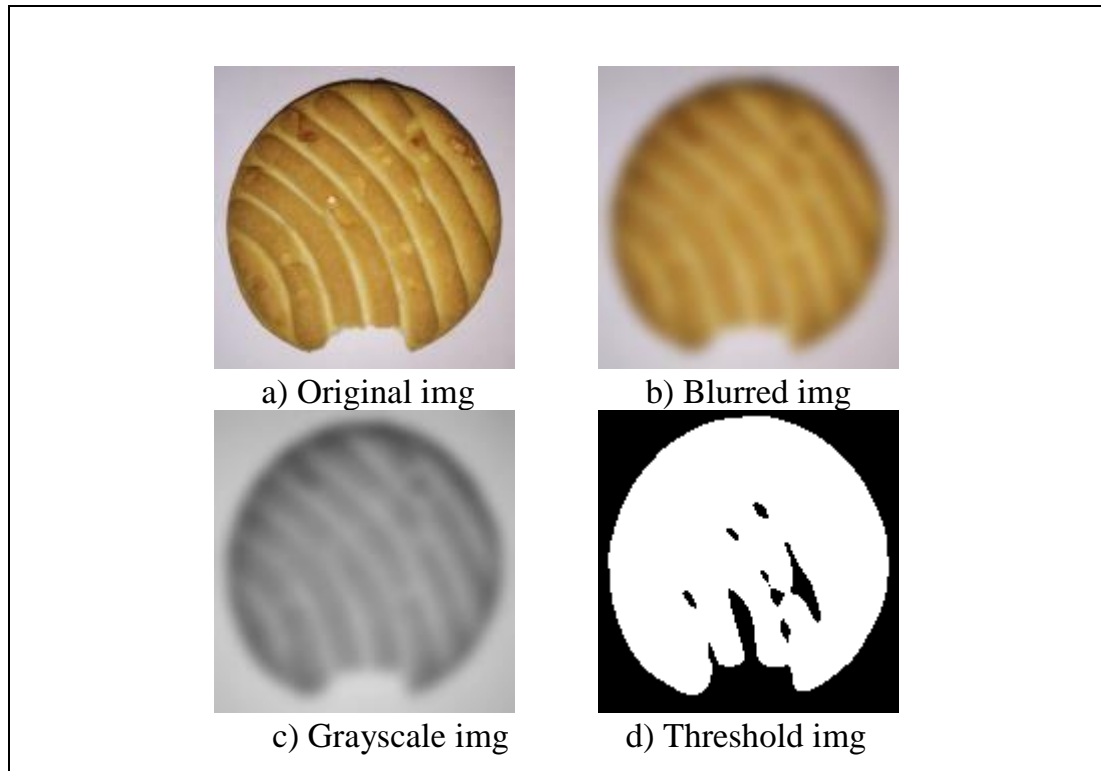 a) Original img
b) Blurred img
c) Grayscale img
d) Threshold img